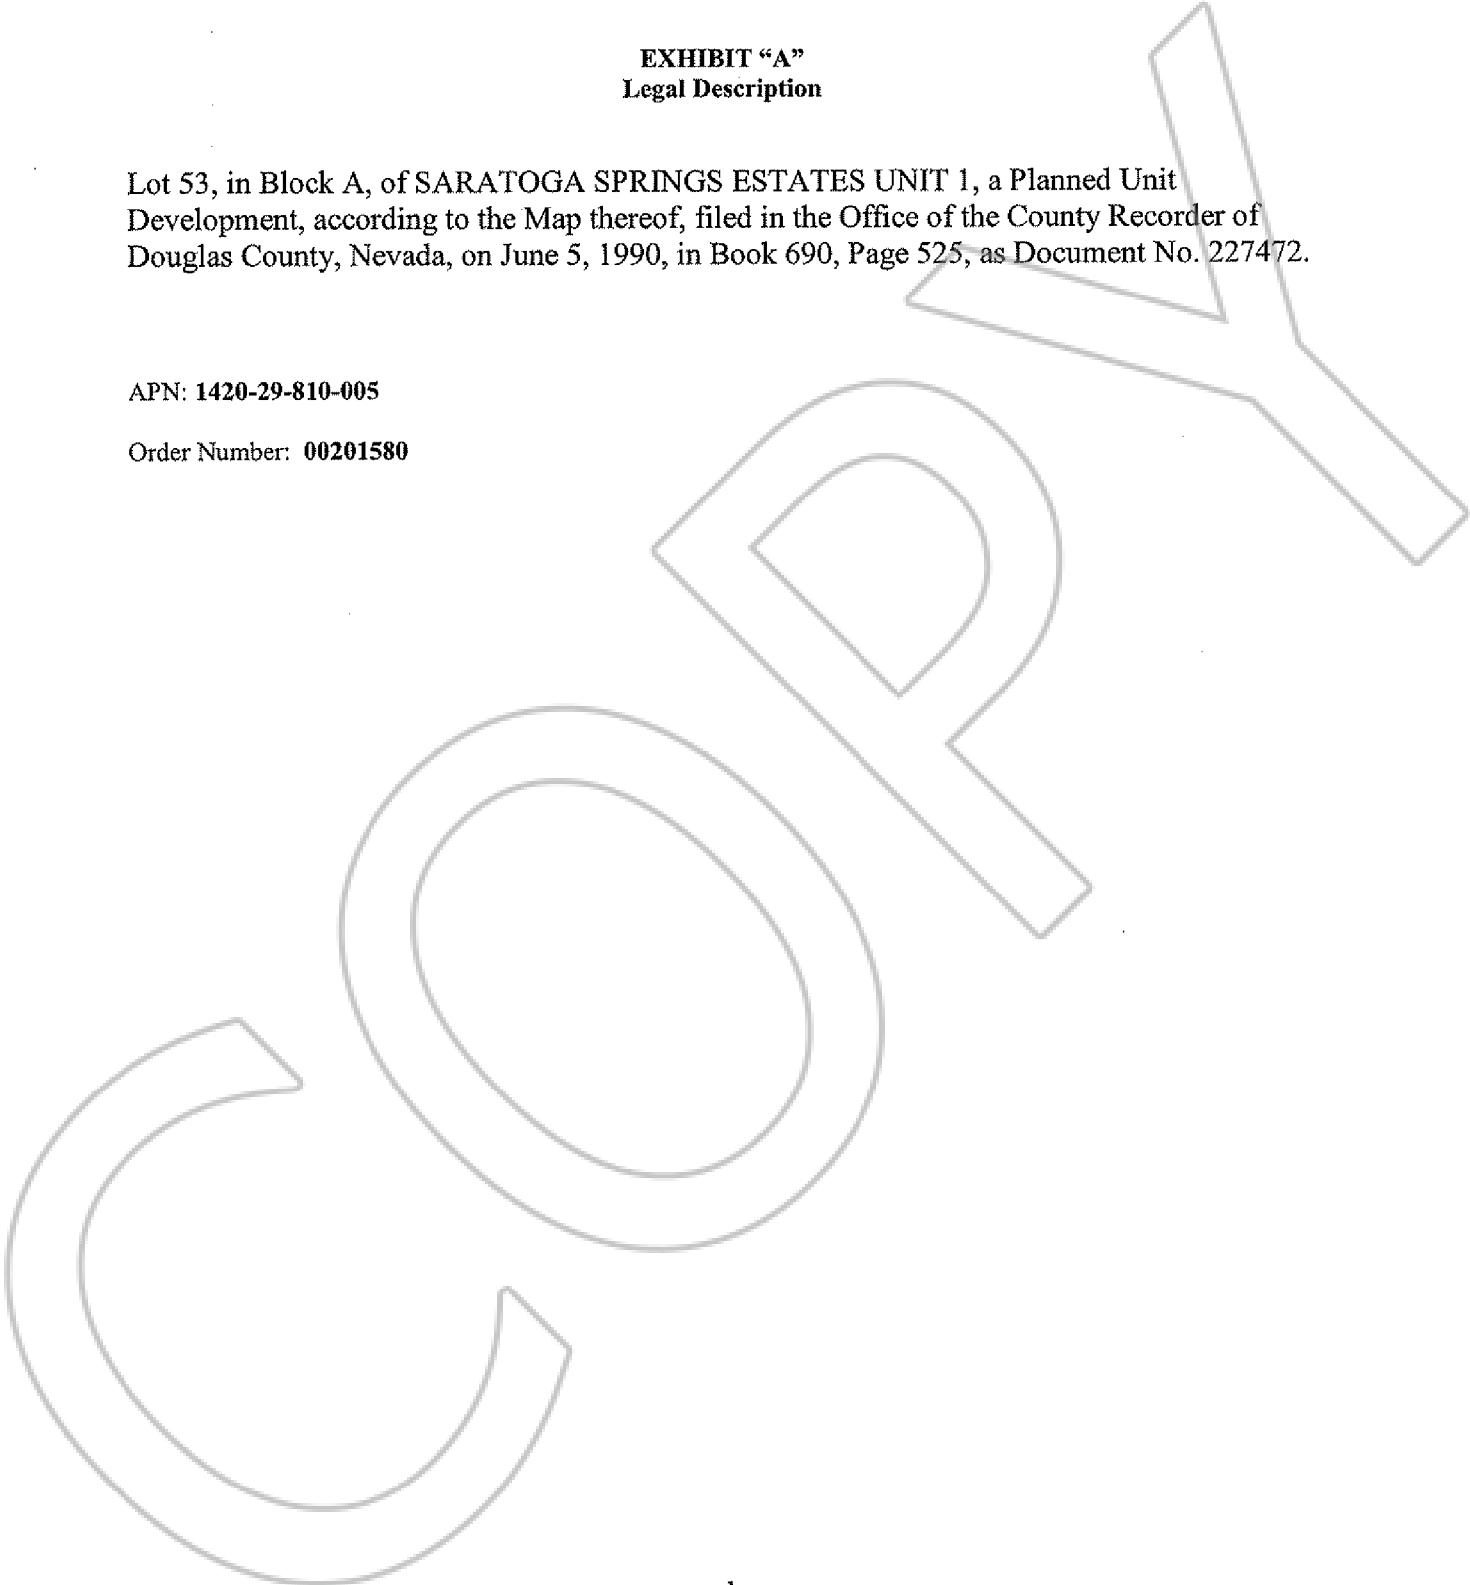 EXHIBIT “A”
Legal Description
Lot 53, in Block A, of SARATOGA SPRINGS ESTATES UNIT 1, a Planned Unit
Development, according to the Map thereof, filed in the Office of the County Recorder of
Douglas County, Nevada, on June 5, 1990, in Book 690, Page 525, as Document No. 227472.
APN: 1420-29-810-005
Order Number: 00201580
COPY